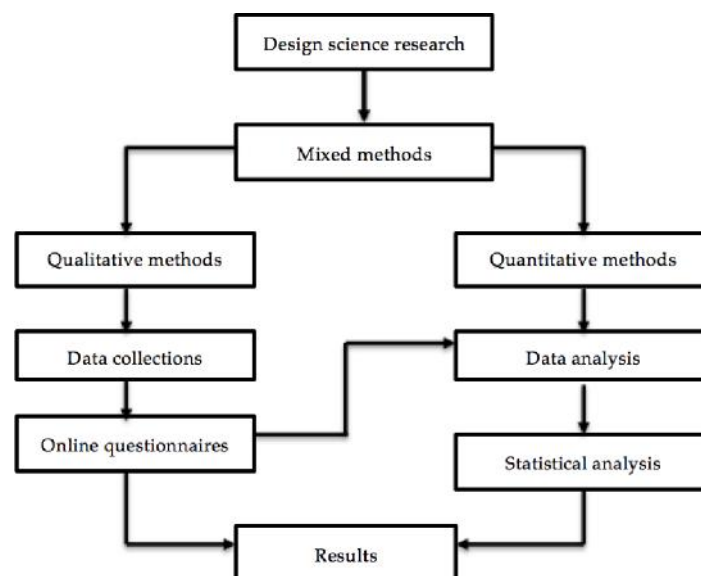 Design science research
Mixed methods
Qualitative methods
Quantitative methods
Data collections
Data analysis
Online questionnaires
Statistical analysis
Results